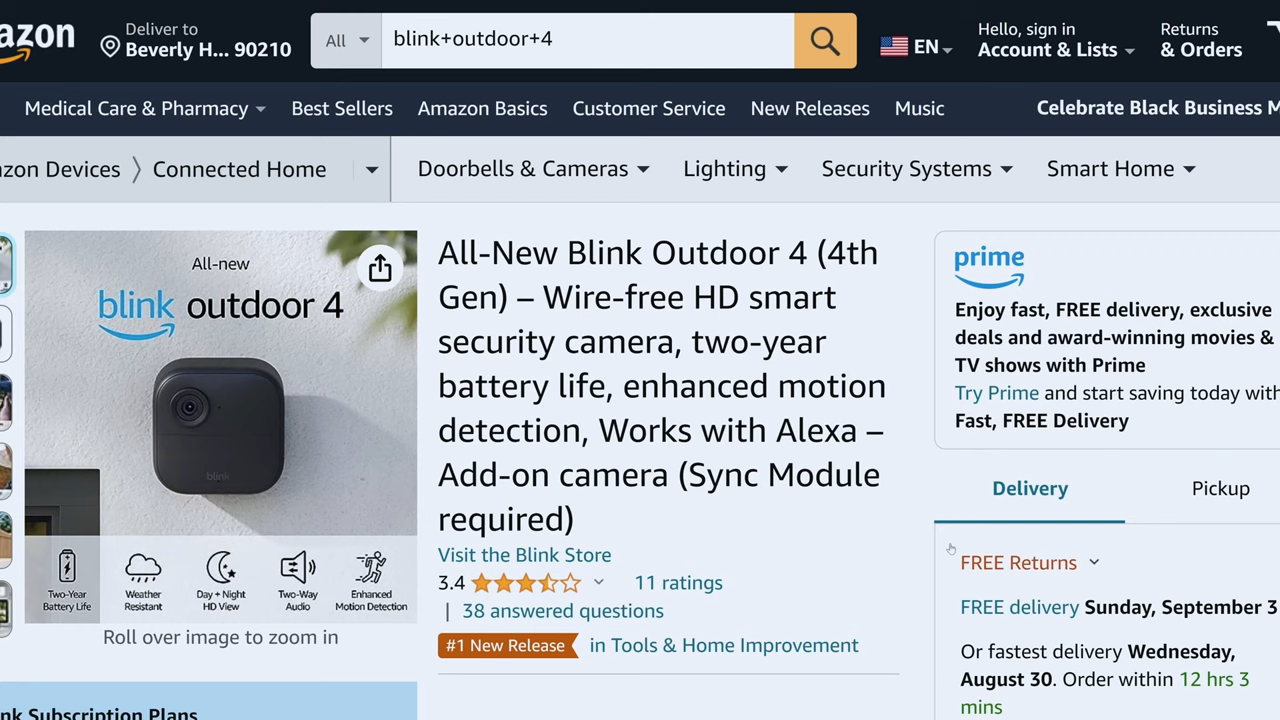 azon
Deliver to
Beverly H... 90210
All
blink+outdoor+4
EN
Hello, sign in
Account & Lists
Returns
& Orders
Medical Care & Pharmacy
Best Sellers
Amazon Basics
Customer Service
New Releases
Music
Celebrate Black Business M
zon Devices
Connected Home
Doorbells & Cameras
Lighting
Security Systems
Smart Home
All-new
blink outdoor 4
blink
Two-Year
Battery Life
Weather
Resistant
Day + Night
HD View
Two-Way
Audio
Enhanced
Motion Detection
Roll over image to zoom in
nk Subscription Plans
All-New Blink Outdoor 4 (4th
Gen) – Wire-free HD smart
security camera, two-year
battery life, enhanced motion
detection, Works with Alexa –
Add-on camera (Sync Module
required)
Visit the Blink Store
3.4
11 ratings
| 38 answered questions
#1 New Release in Tools & Home Improvement
prime
Enjoy fast, FREE delivery, exclusive
deals and award-winning movies &
TV shows with Prime
Try Prime and start saving today with
Fast, FREE Delivery
Delivery
Pickup
FREE Returns
FREE delivery Sunday, September 3
Or fastest delivery Wednesday,
August 30. Order within 12 hrs 3
mins